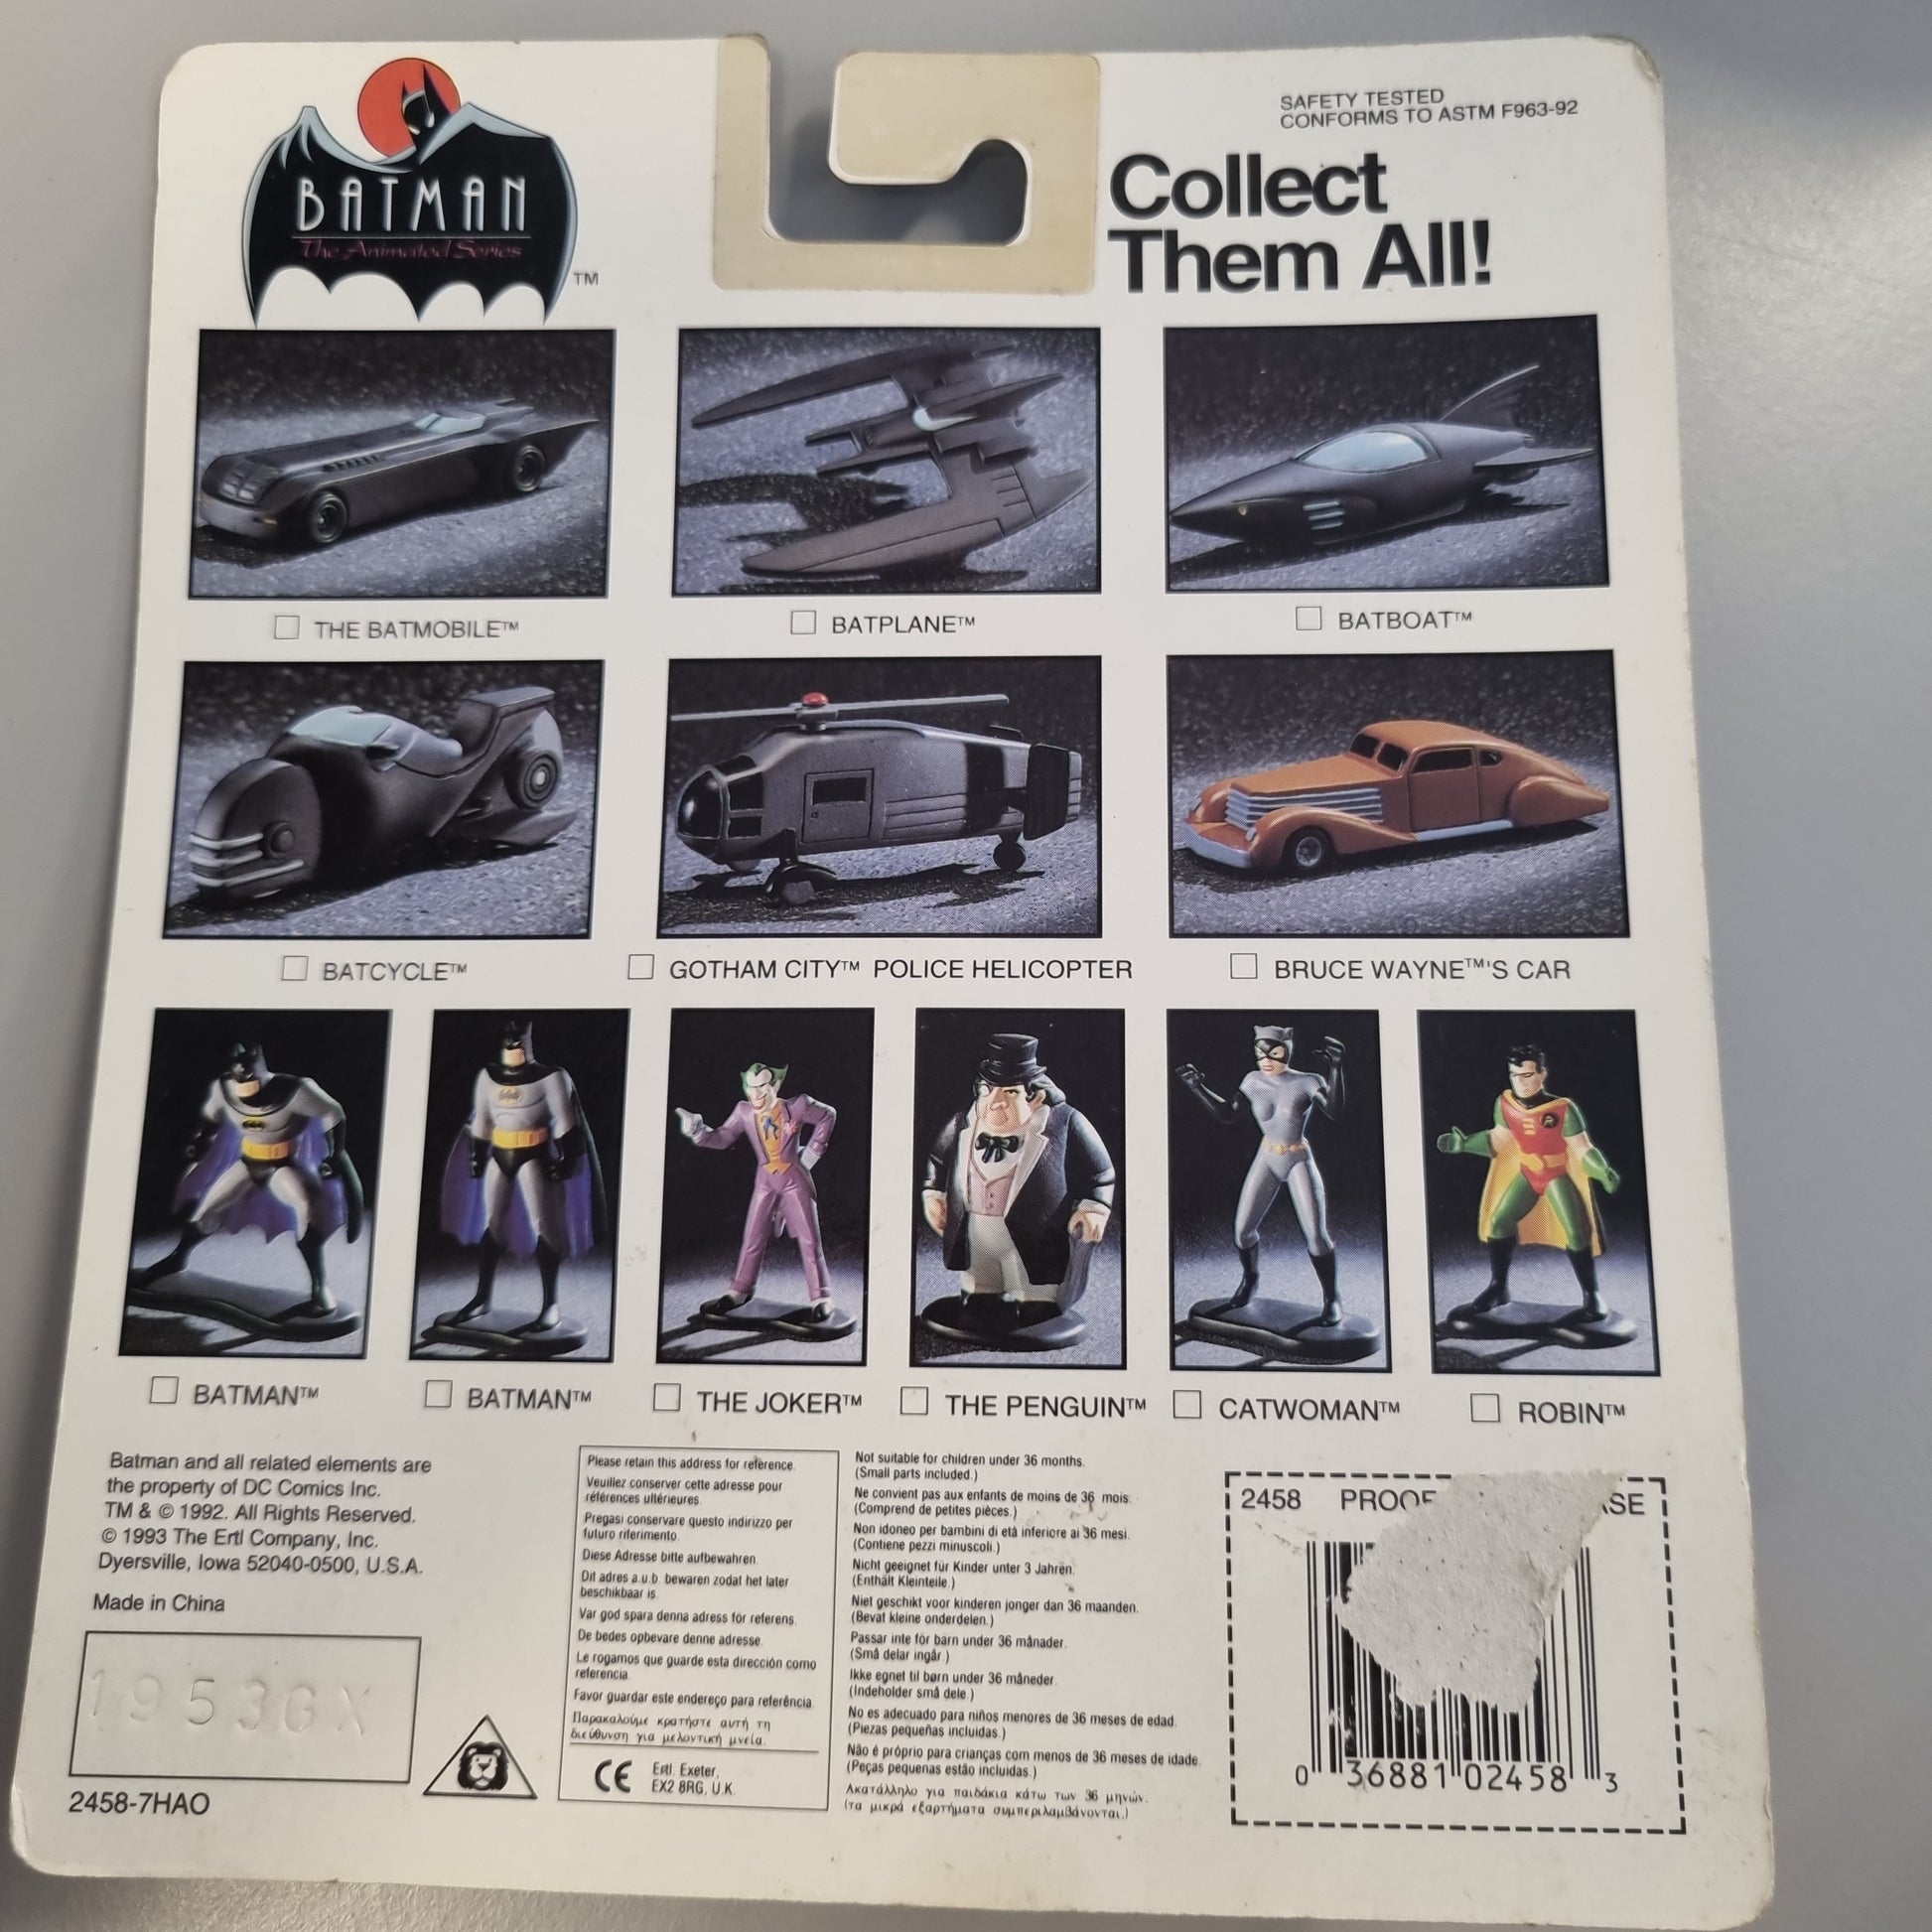 BATMAN
The Animated Series
TM
SAFETY TESTED
CONFORMS TO ASTM F963-92
Collect
Them All!
THE BATMOBILE™
BATPLANE™
BATBOAT™
BATCYCLE™
GOTHAM CITY™ POLICE HELICOPTER
BRUCE WAYNE™'S CAR
BATMAN™
BATMAN™
THE JOKER™
THE PENGUIN™
CATWOMAN™
ROBIN™
Batman and all related elements are
the property of DC Comics Inc.
TM & © 1992. All Rights Reserved.
© 1993 The Ertl Company, Inc.
Dyersville, Iowa 52040-0500, U.S.A.
Made in China
1953GX
2458-7HAO
Please retain this address for reference.
Veuillez conserver cette adresse pour
références ultérieures.
Pregasi conservare questo indirizzo per
futuro riferimento.
Diese Adresse bitte aufbewahren.
Dit adres a.u.b. bewaren zodat het later
beschikbaar is.
Var god spara denna adress för referens.
De bedes opbevare denne adresse.
Le rogamos que guarde esta dirección como
referencia.
Favor guardar este endereço para referência.
Παρακαλούμε κρατήστε αυτή τη
διεύθυνση για μελοντική μνεία.
CE
Ertl. Exeter,
EX2 8RG, U.K.
Not suitable for children under 36 months.
(Small parts included.)
Ne convient pas aux enfants de moins de 36 mois.
(Comprend de petites pièces.)
Non idoneo per bambini di età inferiore ai 36 mesi.
(Contiene pezzi minuscoli.)
Nicht geeignet für Kinder unter 3 Jahren.
(Enthält Kleinteile.)
Niet geschikt voor kinderen jonger dan 36 maanden.
(Bevat kleine onderdelen.)
Passar inte för barn under 36 månader.
(Små delar ingår.)
Ikke egnet til børn under 36 måneder.
(Indeholder små dele.)
No es adecuado para niños menores de 36 meses de edad.
(Piezas pequeñas incluidas.)
Não é próprio para crianças com menos de 36 meses de idade.
(Peças pequenas estão incluidas.)
Ακατάλληλο για παιδάκια κάτω των 36 μηνών.
(τα μικρά εξαρτήματα συμπεριλαμβάνονται.)
2458 PROOF ASE
0 36881 02458 3